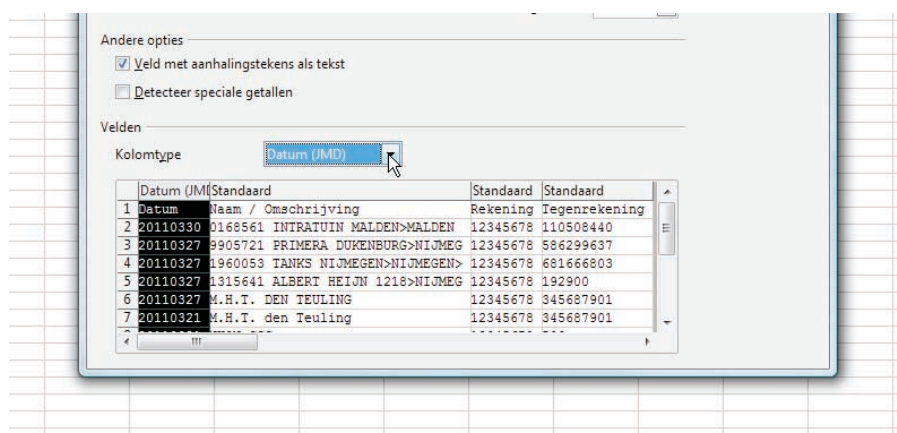 Andere opties
Veld met aanhalingstekens als tekst
Detecteer speciale getallen
Velden
Kolomtype Datum (JMD)
Datum (JMD Standaard Standaard Standaard
1 Datum Naam / Omschrijving Rekening Tegenrekening
2 20110330 0168561 INTRATUIN MALDEN>MALDEN 12345678 110508440
3 20110327 9905721 PRIMERA DUKENBURG>NIJMEG 12345678 586299637
4 20110327 1960053 TANKS NIJMEGEN>NIJMEGEN> 12345678 681666803
5 20110327 1315641 ALBERT HEIJN 1218>NIJMEG 12345678 192900
6 20110327 M.H.T. DEN TEULING 12345678 345687901
7 20110321 M.H.T. den Teuling 12345678 345687901